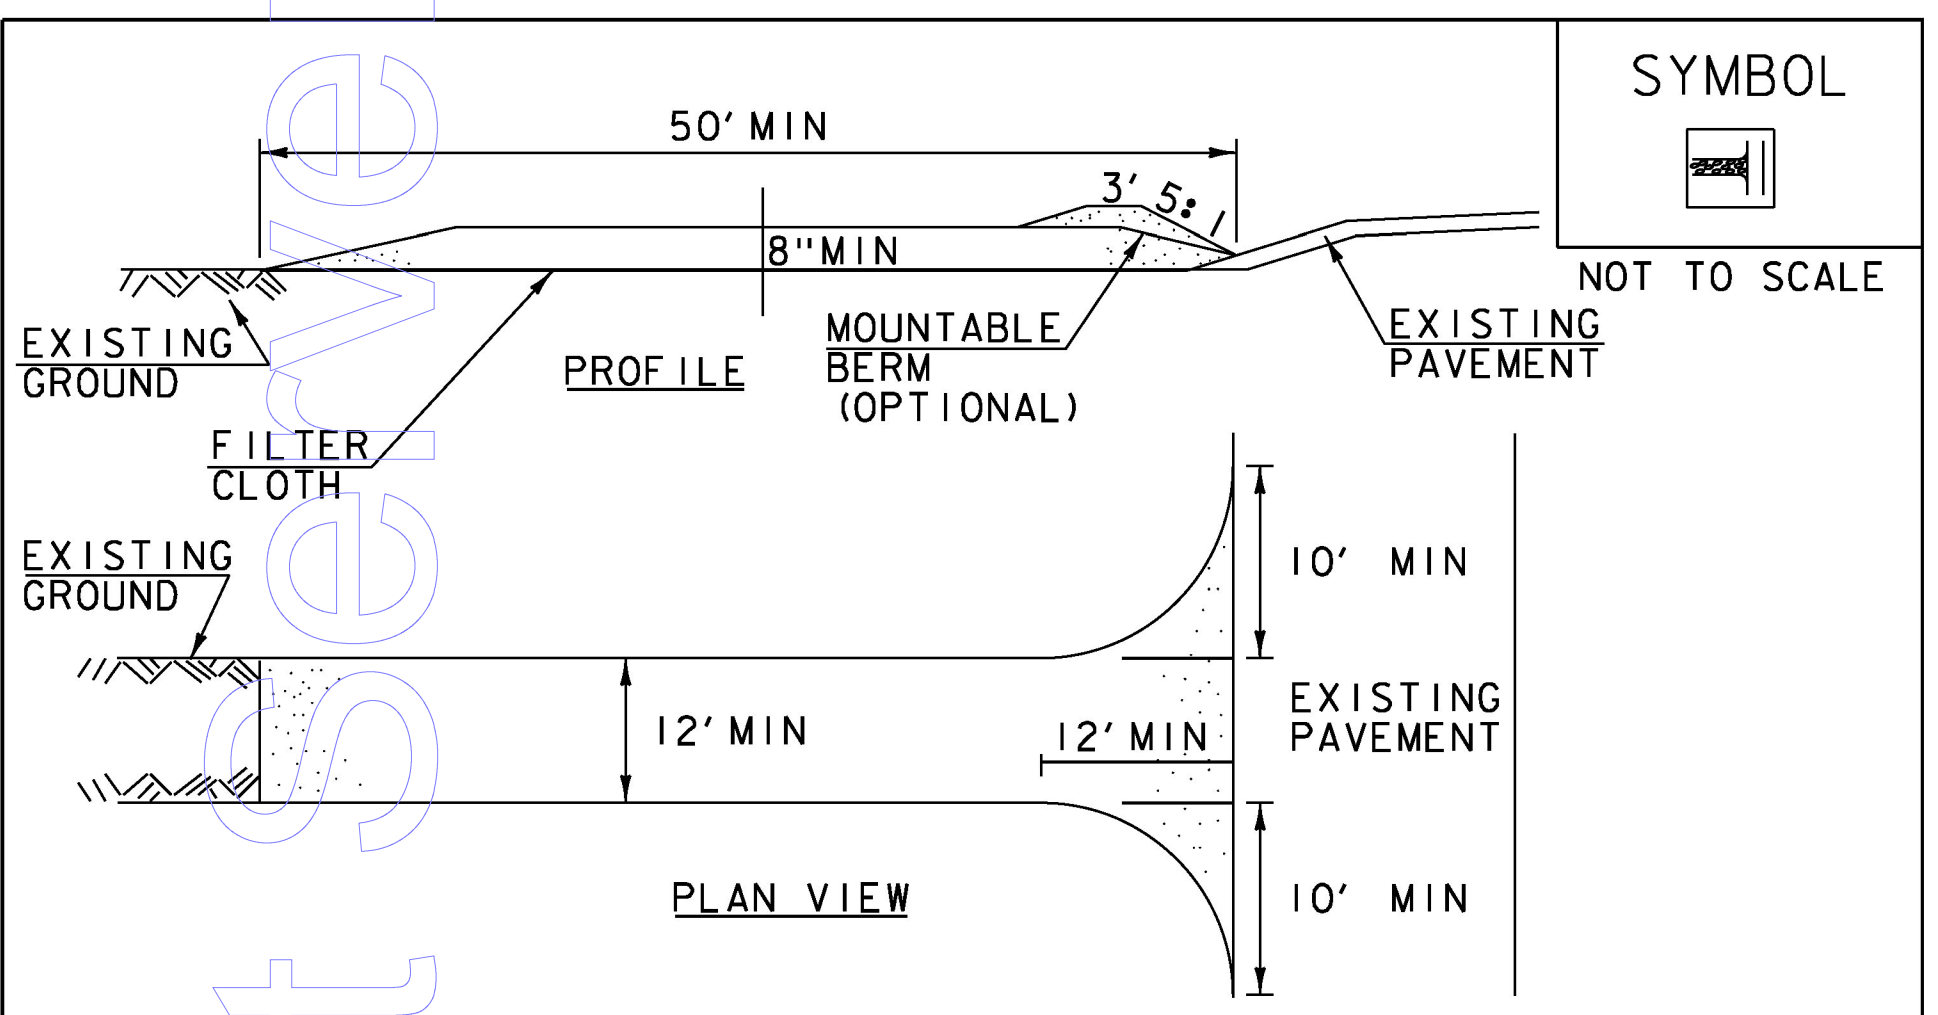 SYMBOL
50' MIN
3' 5:1
8" MIN
NOT TO SCALE
EXISTING
GROUND
PROFILE
MOUNTABLE
BERM
(OPTIONAL)
EXISTING
PAVEMENT
FILTER
CLOTH
EXISTING
GROUND
10' MIN
12' MIN
12' MIN
EXISTING
PAVEMENT
10' MIN
PLAN VIEW
t Server